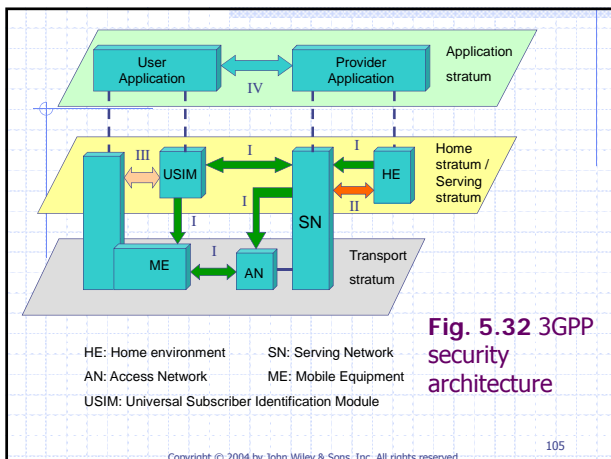 User
Application
Provider
Application
Application
stratum
IV
III
I
I
USIM
HE
Home
stratum /
Serving
stratum
I
I
II
SN
I
ME
AN
Transport
stratum
Fig. 5.32 3GPP
security
architecture
HE: Home environment
SN: Serving Network
AN: Access Network
ME: Mobile Equipment
USIM: Universal Subscriber Identification Module
105
Copyright © 2004 by John Wiley & Sons, Inc. All rights reserved